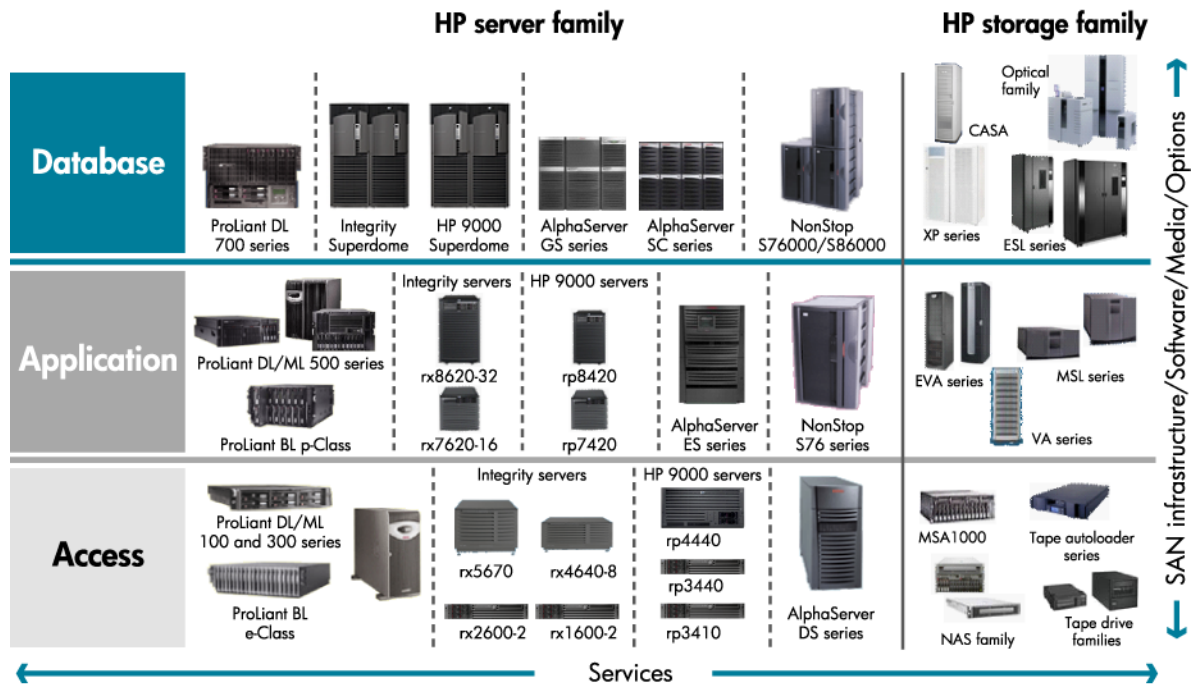 HP server family
HP storage family
Database
ProLiant DL
700 series
Integrity
Superdome
HP 9000
Superdome
AlphaServer
GS series
AlphaServer
SC series
NonStop
S76000/S86000
CASA
Optical
family
XP series
ESL series
Application
ProLiant DL/ML 500 series
ProLiant BL p-Class
Integrity servers
rx8620-32
rx7620-16
HP 9000 servers
rp8420
rp7420
AlphaServer
ES series
NonStop
S76 series
EVA series
MSL series
VA series
Access
ProLiant DL/ML
100 and 300 series
ProLiant BL
e-Class
Integrity servers
rx5670
rx4640-8
rx2600-2
rx1600-2
HP 9000 servers
rp4440
rp3440
rp3410
AlphaServer
DS series
MSA1000
Tape autoloader
series
NAS family
Tape drive
families
SAN infrastructure/Software/Media/Options
Services